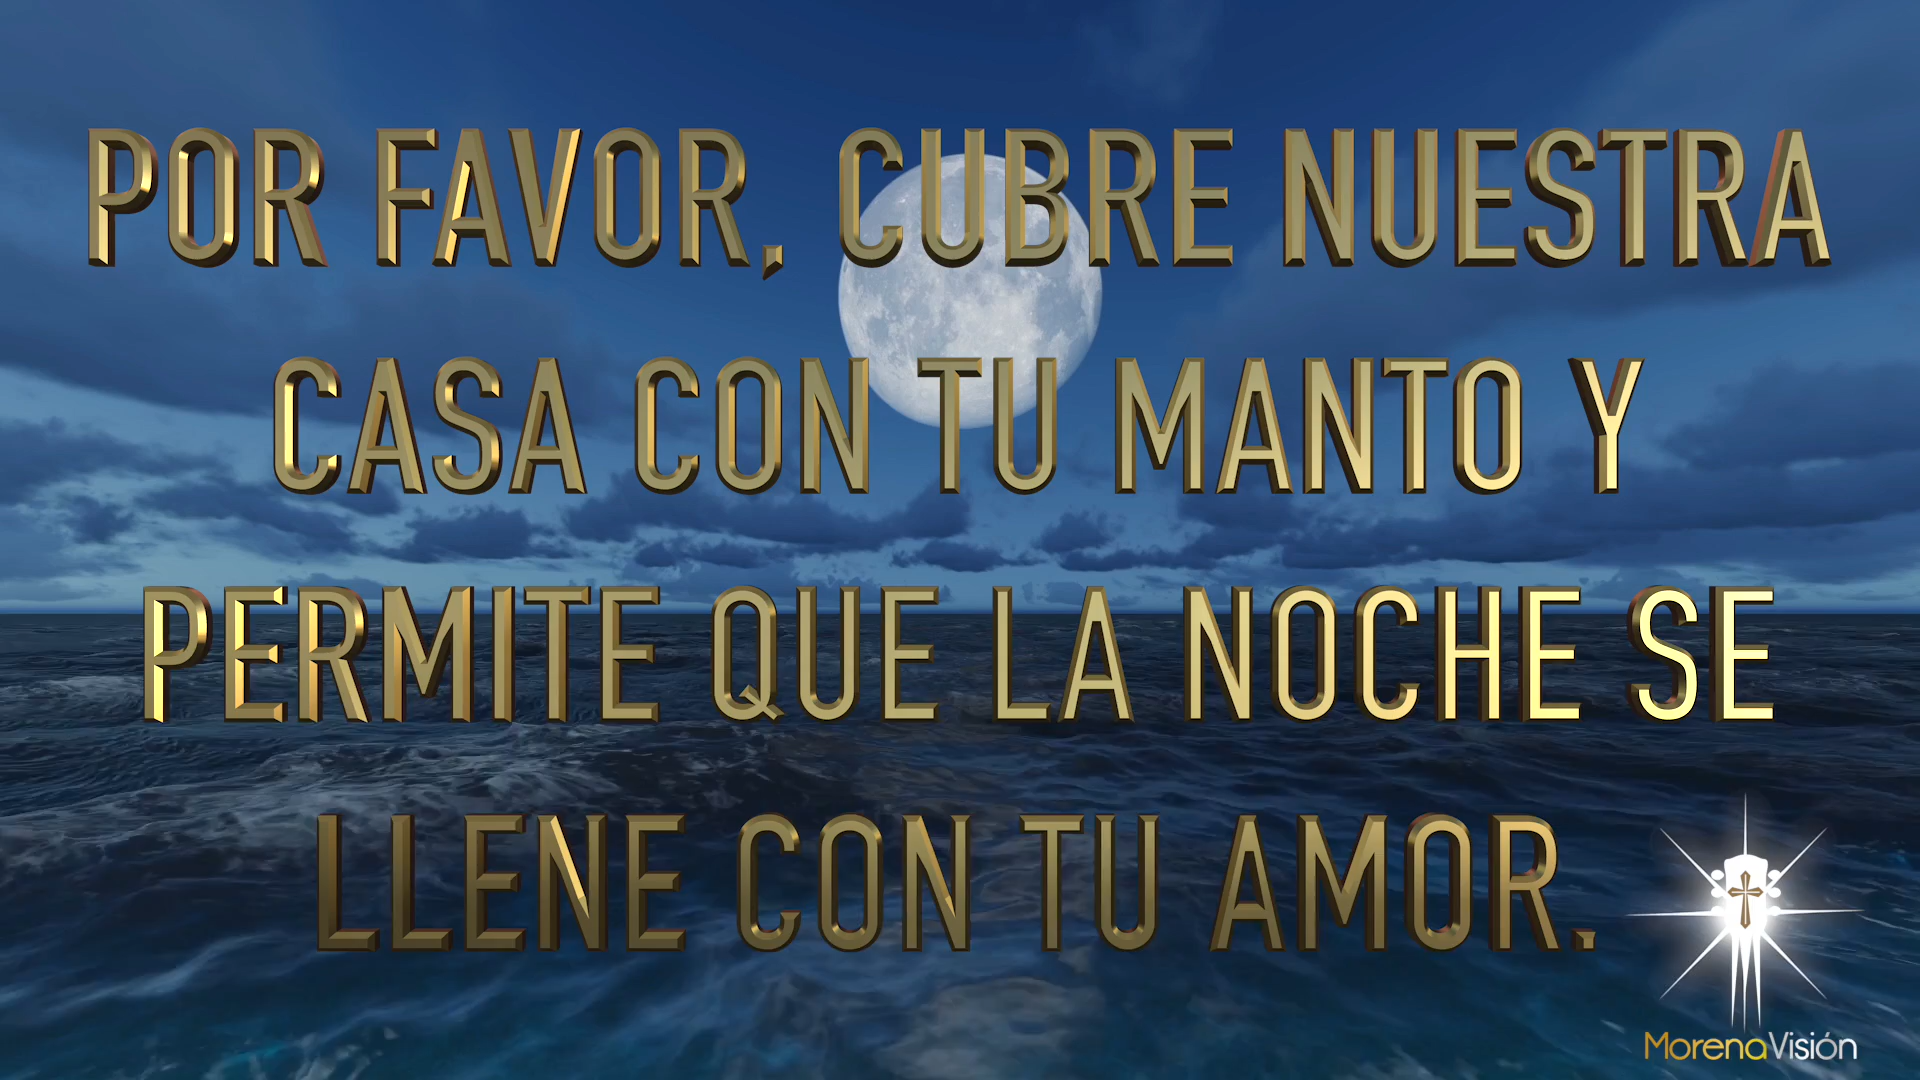 POR FAVOR, CUBRE NUESTRA
CASA CON TU MANTO Y
PERMITE QUE LA NOCHE SE
LLENE CON TU AMOR.
MorenaVisión